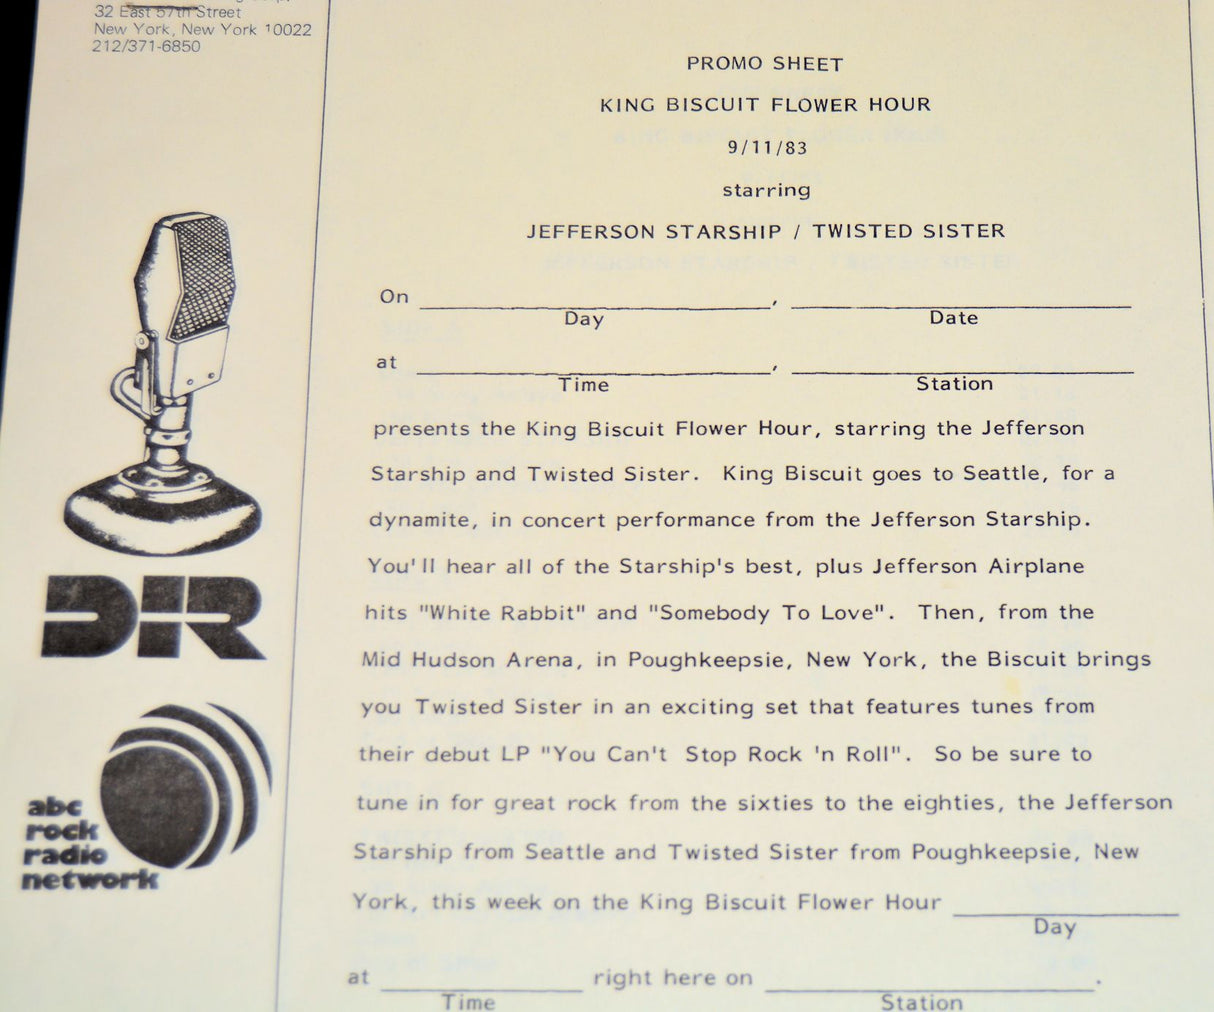 32 East 57th Street
New York, New York 10022
212/371-6850
PROMO SHEET
KING BISCUIT FLOWER HOUR
9/11/83
starring
JEFFERSON STARSHIP / TWISTED SISTER
On ____, ____
Day Date
at ____, ____
Time Station
presents the King Biscuit Flower Hour, starring the Jefferson
Starship and Twisted Sister. King Biscuit goes to Seattle, for a
dynamite, in concert performance from the Jefferson Starship.
You'll hear all of the Starship's best, plus Jefferson Airplane
hits "White Rabbit" and "Somebody To Love". Then, from the
Mid Hudson Arena, in Poughkeepsie, New York, the Biscuit brings
you Twisted Sister in an exciting set that features tunes from
their debut LP "You Can't Stop Rock 'n Roll". So be sure to
tune in for great rock from the sixties to the eighties, the Jefferson
Starship from Seattle and Twisted Sister from Poughkeepsie, New
York, this week on the King Biscuit Flower Hour ____
Day
at ____ right here on ____.
Time Station
DIR
abc
rock
radio
network